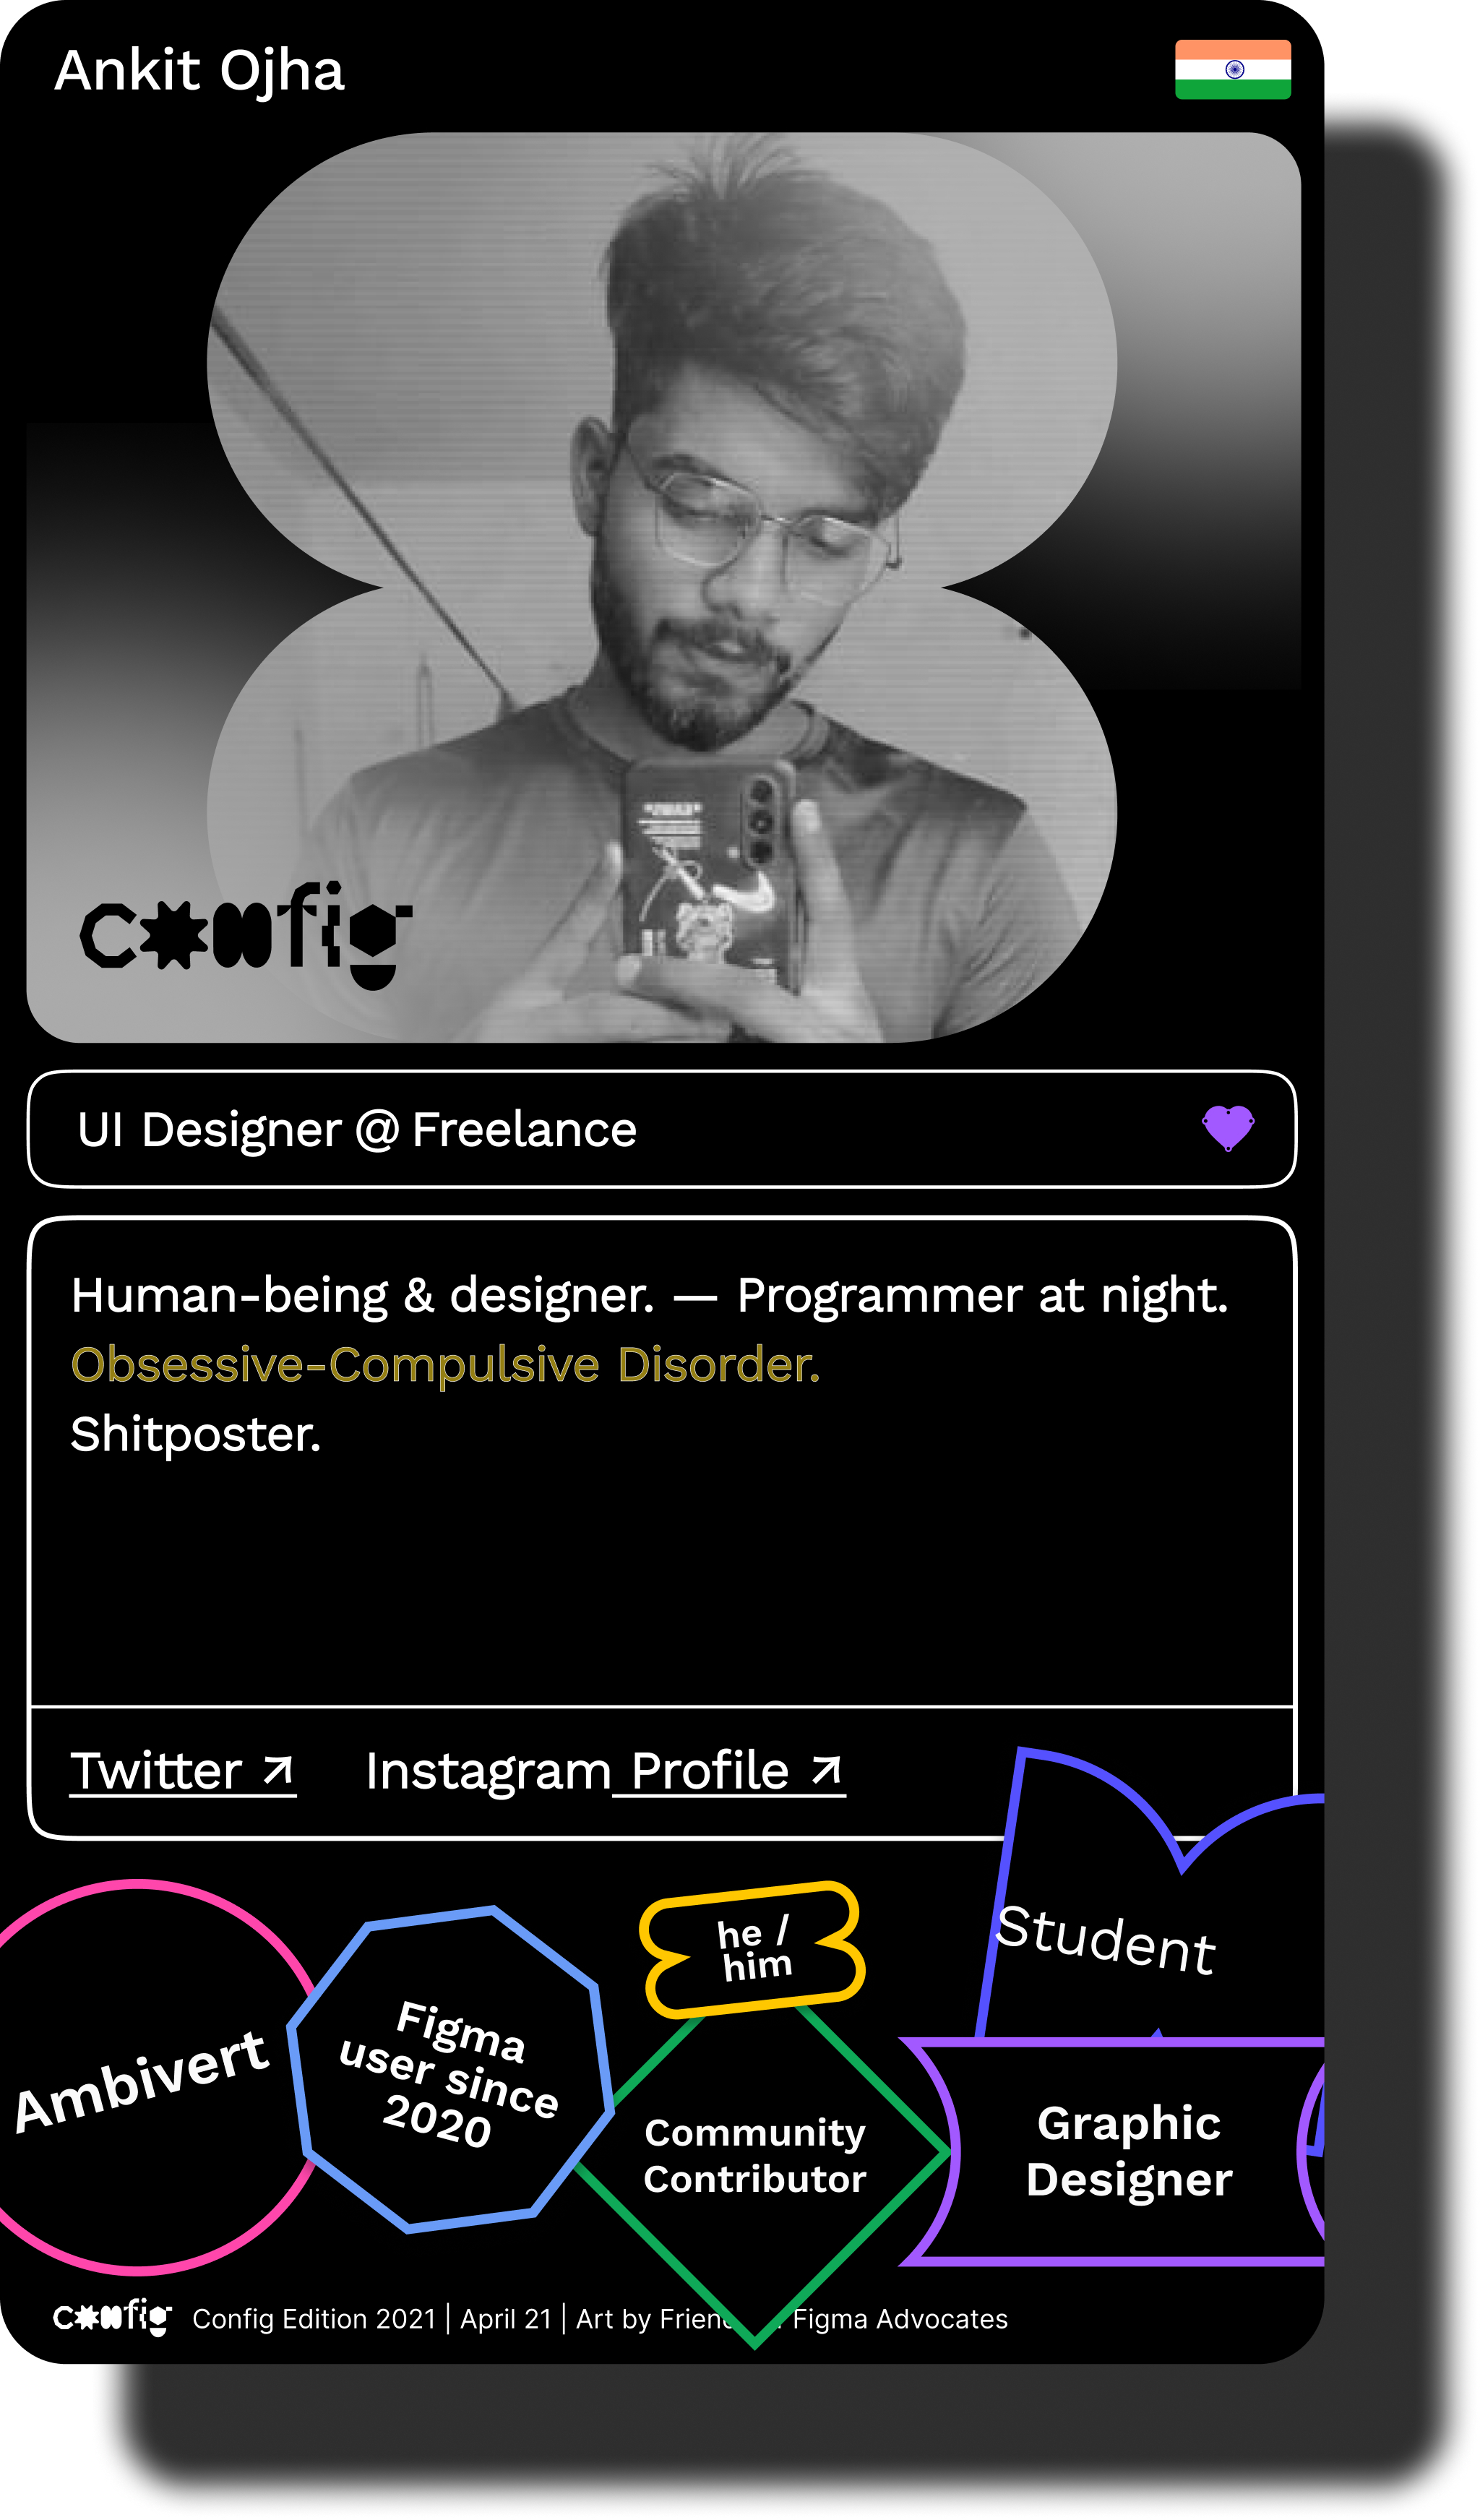 Ankit Ojha
config
UI Designer @ Freelance
Human-being & designer. — Programmer at night.
Obsessive-Compulsive Disorder.
Shitposter.
Twitter ↗ Instagram Profile ↗
he /
him
Student
Ambivert
Figma
user since
2020
Community
Contributor
Graphic
Designer
config Config Edition 2021 | April 21 | Art by Figma Advocates